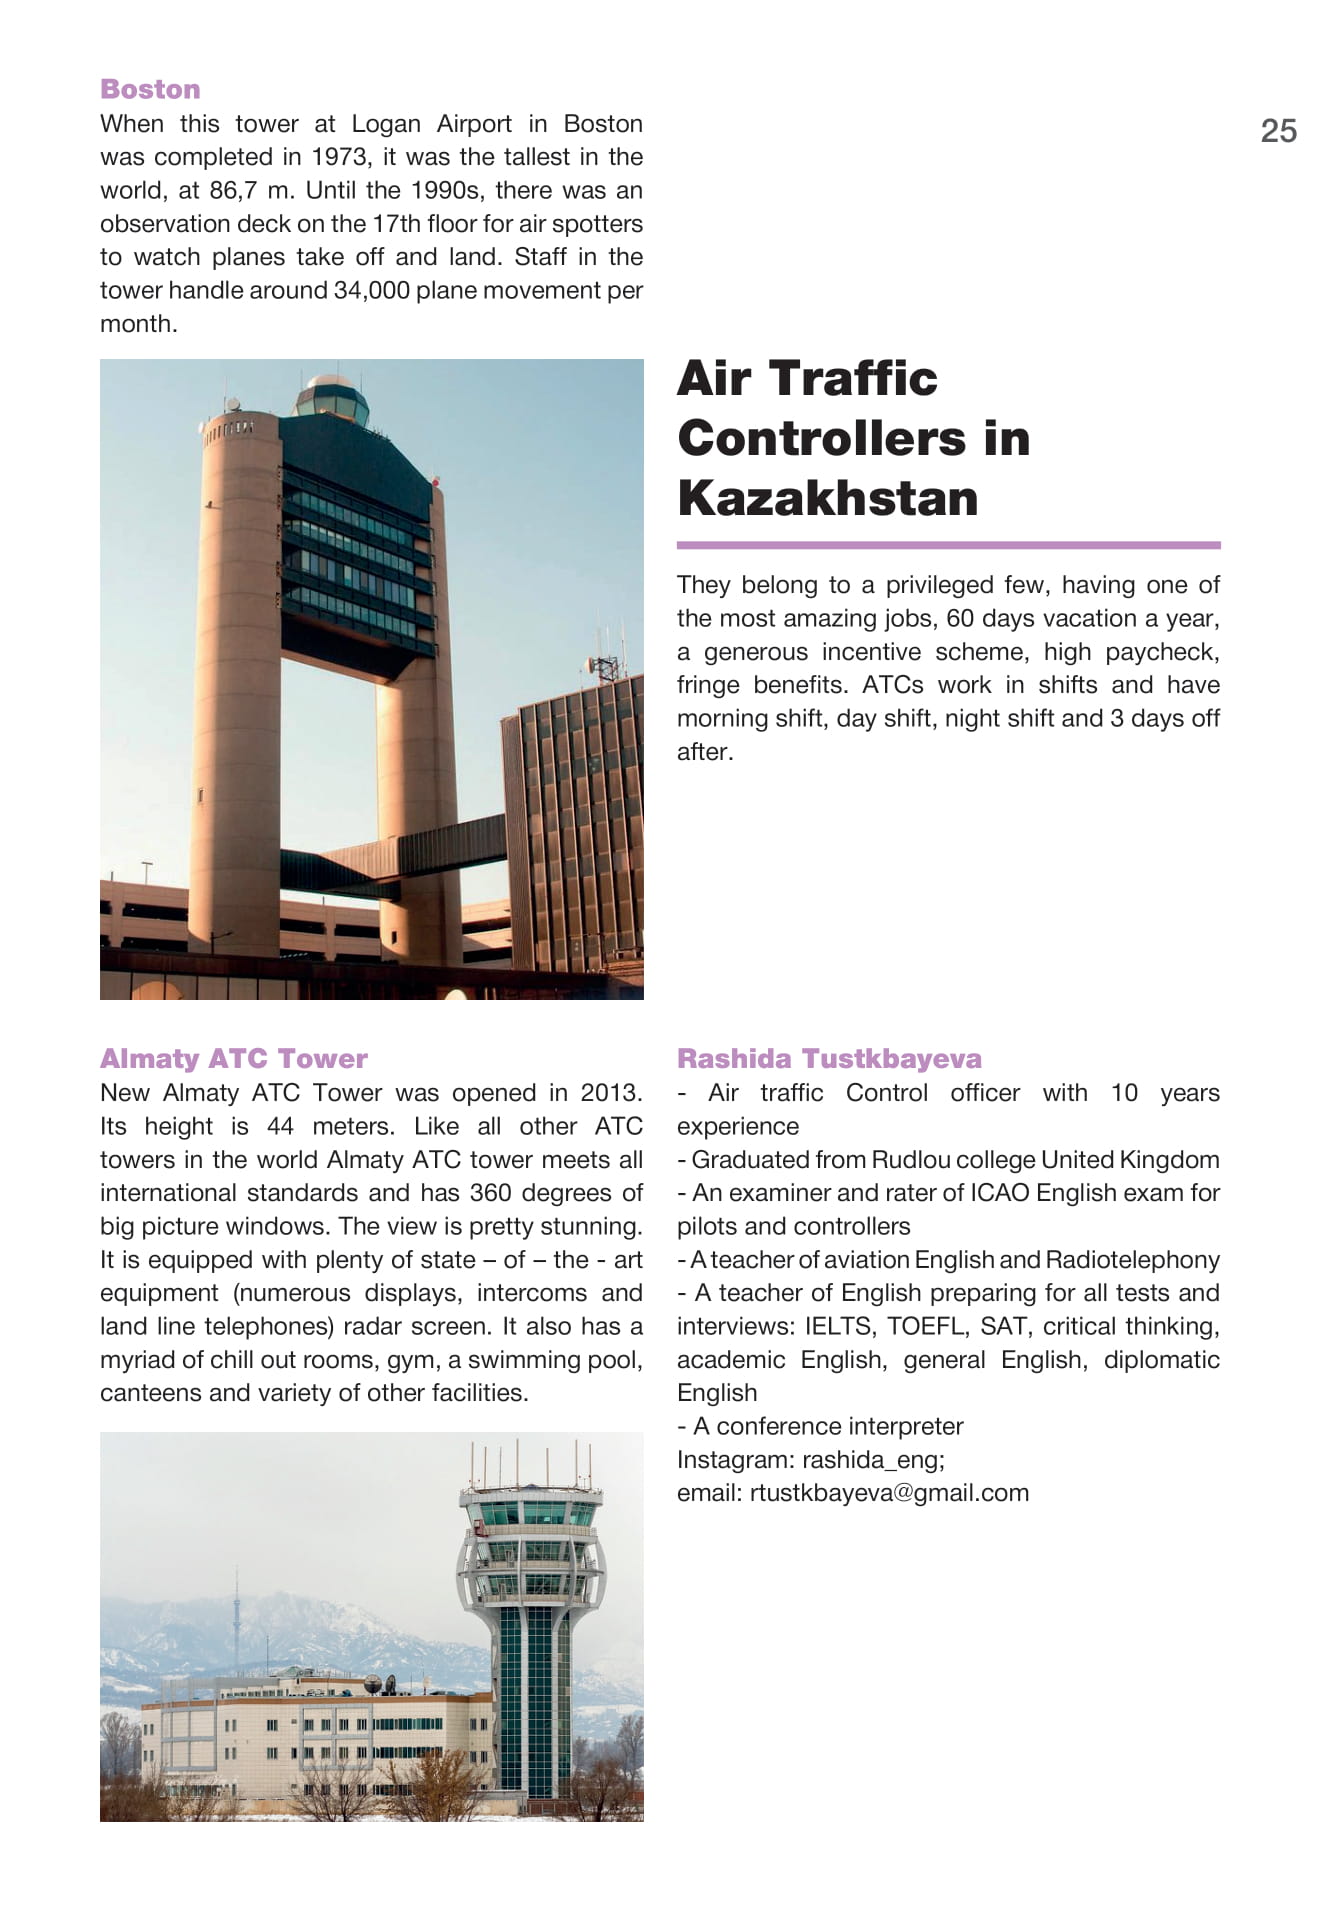 Boston
When this tower at Logan Airport in Boston
was completed in 1973, it was the tallest in the
world, at 86,7 m. Until the 1990s, there was an
observation deck on the 17th floor for air spotters
to watch planes take off and land. Staff in the
tower handle around 34,000 plane movement per
month.
25
Air Traffic
Controllers in
Kazakhstan
They belong to a privileged few, having one of
the most amazing jobs, 60 days vacation a year,
a generous incentive scheme, high paycheck,
fringe benefits. ATCs work in shifts and have
morning shift, day shift, night shift and 3 days off
after.
Almaty ATC Tower
New Almaty ATC Tower was opened in 2013.
Its height is 44 meters. Like all other ATC
towers in the world Almaty ATC tower meets all
international standards and has 360 degrees of
big picture windows. The view is pretty stunning.
It is equipped with plenty of state – of – the - art
equipment (numerous displays, intercoms and
land line telephones) radar screen. It also has a
myriad of chill out rooms, gym, a swimming pool,
canteens and variety of other facilities.
Rashida Tustkbayeva
- Air traffic Control officer with 10 years
experience
- Graduated from Rudlou college United Kingdom
- An examiner and rater of ICAO English exam for
pilots and controllers
- A teacher of aviation English and Radiotelephony
- A teacher of English preparing for all tests and
interviews: IELTS, TOEFL, SAT, critical thinking,
academic English, general English, diplomatic
English
- A conference interpreter
Instagram: rashida_eng;
email: rtustkbayeva@gmail.com